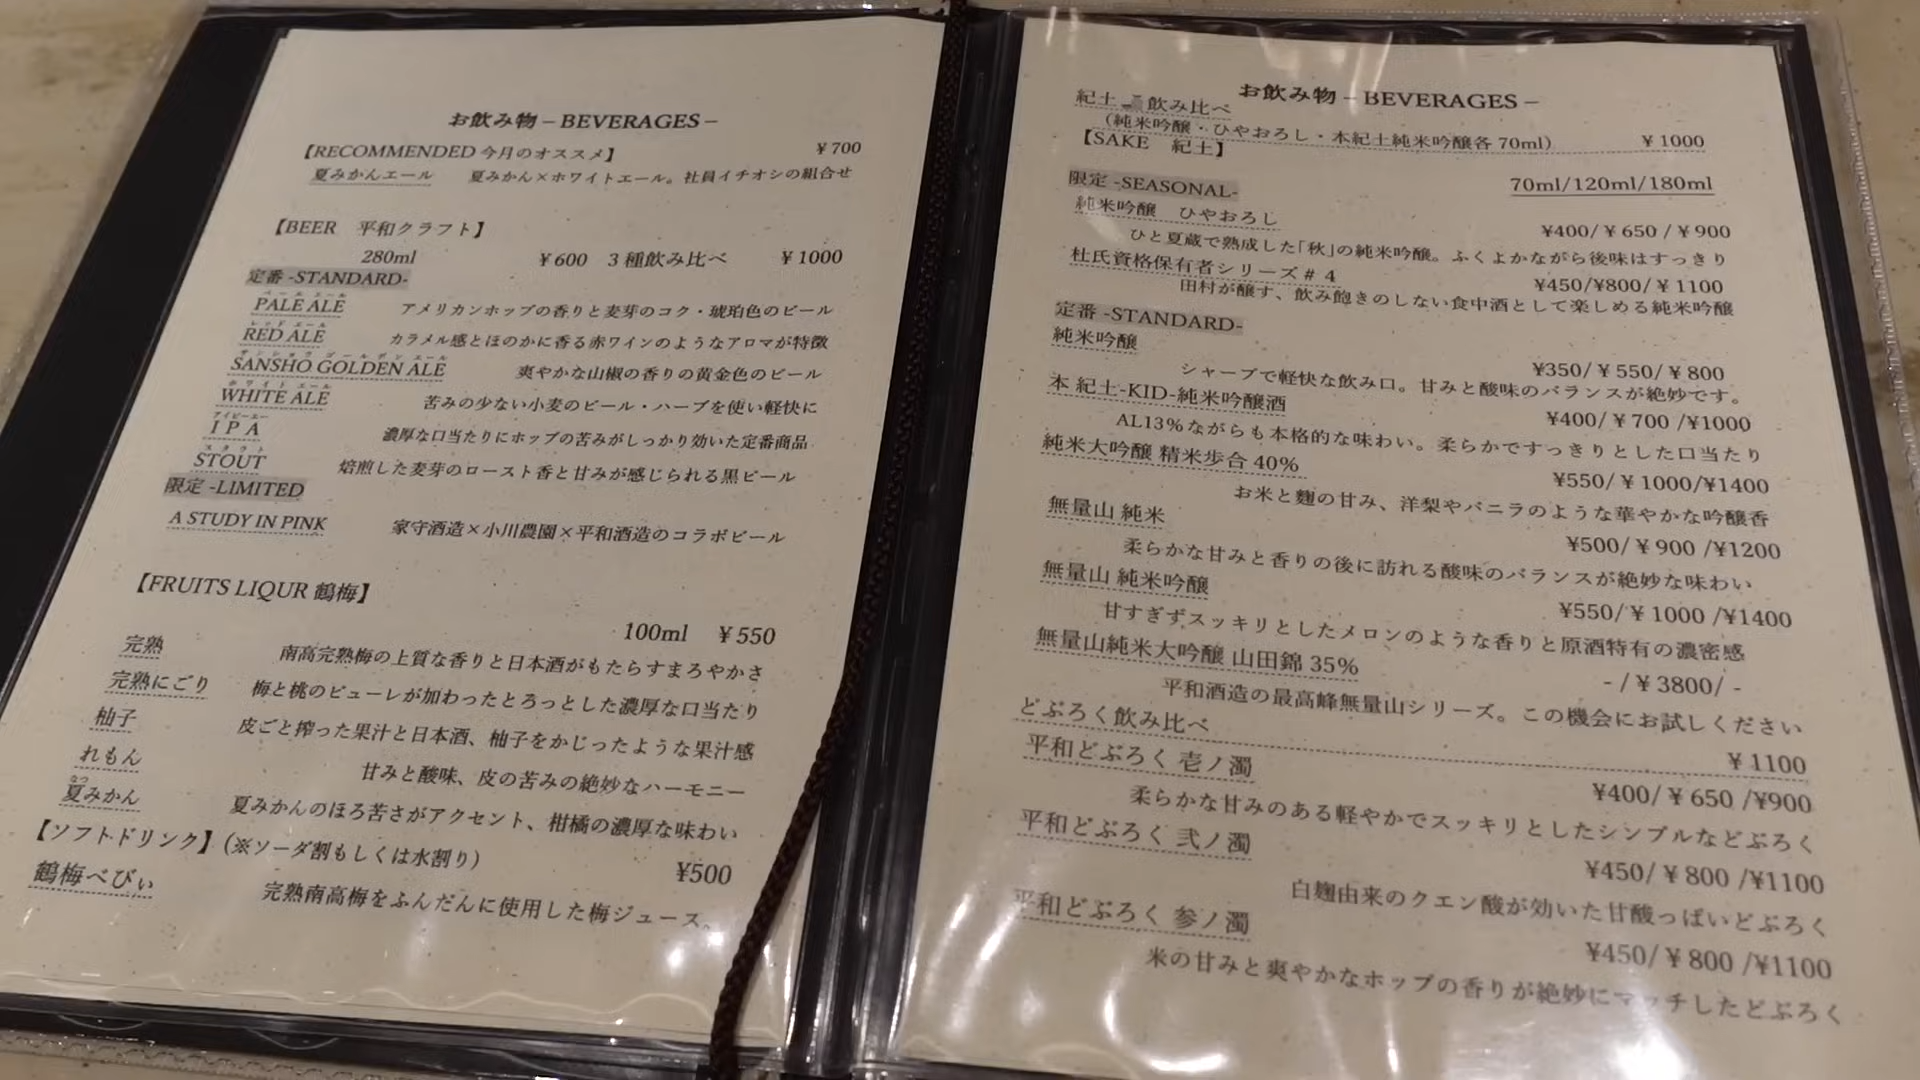 お飲み物 – BEVERAGES –
【RECOMMENDED 今月のオススメ】 ¥700
夏みかんエール 夏みかん×ホワイトエール。社員イチオシの組合せ
【BEER 平和クラフト】
280ml ¥600 3種飲み比べ ¥1000
定番 -STANDARD-
ペールエール
PALE ALE アメリカンホップの香りと麦芽のコク・琥珀色のビール
レッドエール
RED ALE カラメル感とほのかに香る赤ワインのようなアロマが特徴
サンショウゴールデンエール
SANSHO GOLDEN ALE 爽やかな山椒の香りの黄金色のビール
ホワイトエール
WHITE ALE 苦みの少ない小麦のビール・ハーブを使い軽快に
アイピーエー
IPA 濃厚な口当たりにホップの苦みがしっかり効いた定番商品
スタウト
STOUT 焙煎した麦芽のロースト香と甘みが感じられる黒ビール
限定 -LIMITED
A STUDY IN PINK 家守酒造×小川農園×平和酒造のコラボビール
【FRUITS LIQUR 鶴梅】
100ml ¥550
完熟 南高完熟梅の上質な香りと日本酒がもたらすまろやかさ
完熟にごり 梅と桃のピューレが加わったとろっとした濃厚な口当たり
柚子 皮ごと搾った果汁と日本酒、柚子をかじったような果汁感
れもん 甘みと酸味、皮の苦みの絶妙なハーモニー
なつ
夏みかん 夏みかんのほろ苦さがアクセント、柑橘の濃厚な味わい
【ソフトドリンク】(※ソーダ割もしくは水割り) ¥500
鶴梅べびぃ 完熟南高梅をふんだんに使用した梅ジュース。
お飲み物 – BEVERAGES –
紀土 飲み比べ
(純米吟醸・ひやおろし・本紀土純米吟醸各 70ml) ¥1000
【SAKE 紀土】
限定 -SEASONAL- 70ml/120ml/180ml
純米吟醸 ひやおろし ¥400/¥650/¥900
ひと夏蔵で熟成した「秋」の純米吟醸。ふくよかながら後味はすっきり
杜氏資格保有者シリーズ#4 ¥450/¥800/¥1100
田村が醸す、飲み飽きのしない食中酒として楽しめる純米吟醸
定番 -STANDARD-
純米吟醸 ¥350/¥550/¥800
シャープで軽快な飲み口。甘みと酸味のバランスが絶妙です。
本 紀土-KID-純米吟醸酒 ¥400/¥700/¥1000
AL13%ながらも本格的な味わい。柔らかですっきりとした口当たり
純米大吟醸 精米歩合 40% ¥550/¥1000/¥1400
お米と麹の甘み、洋梨やバニラのような華やかな吟醸香
無量山 純米 ¥500/¥900/¥1200
柔らかな甘みと香りの後に訪れる酸味のバランスが絶妙な味わい
無量山 純米吟醸 ¥550/¥1000/¥1400
甘すぎずスッキリとしたメロンのような香りと原酒特有の濃密感
無量山純米大吟醸 山田錦 35% - /¥3800/ -
平和酒造の最高峰無量山シリーズ。この機会にお試しください
どぶろく飲み比べ ¥1100
平和どぶろく 壱ノ濁 ¥400/¥650/¥900
柔らかな甘みのある軽やかでスッキリとしたシンプルなどぶろく
平和どぶろく 弐ノ濁 ¥450/¥800/¥1100
白麹由来のクエン酸が効いた甘酸っぱいどぶろく
平和どぶろく 参ノ濁 ¥450/¥800/¥1100
米の甘みと爽やかなホップの香りが絶妙にマッチしたどぶろく